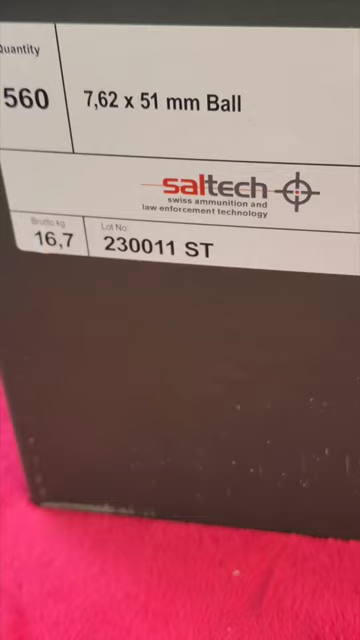 Quantity
560
7,62 x 51 mm Ball
saltech
swiss ammunition and
law enforcement technology
Brutto kg
16,7
Lot No:
230011 ST